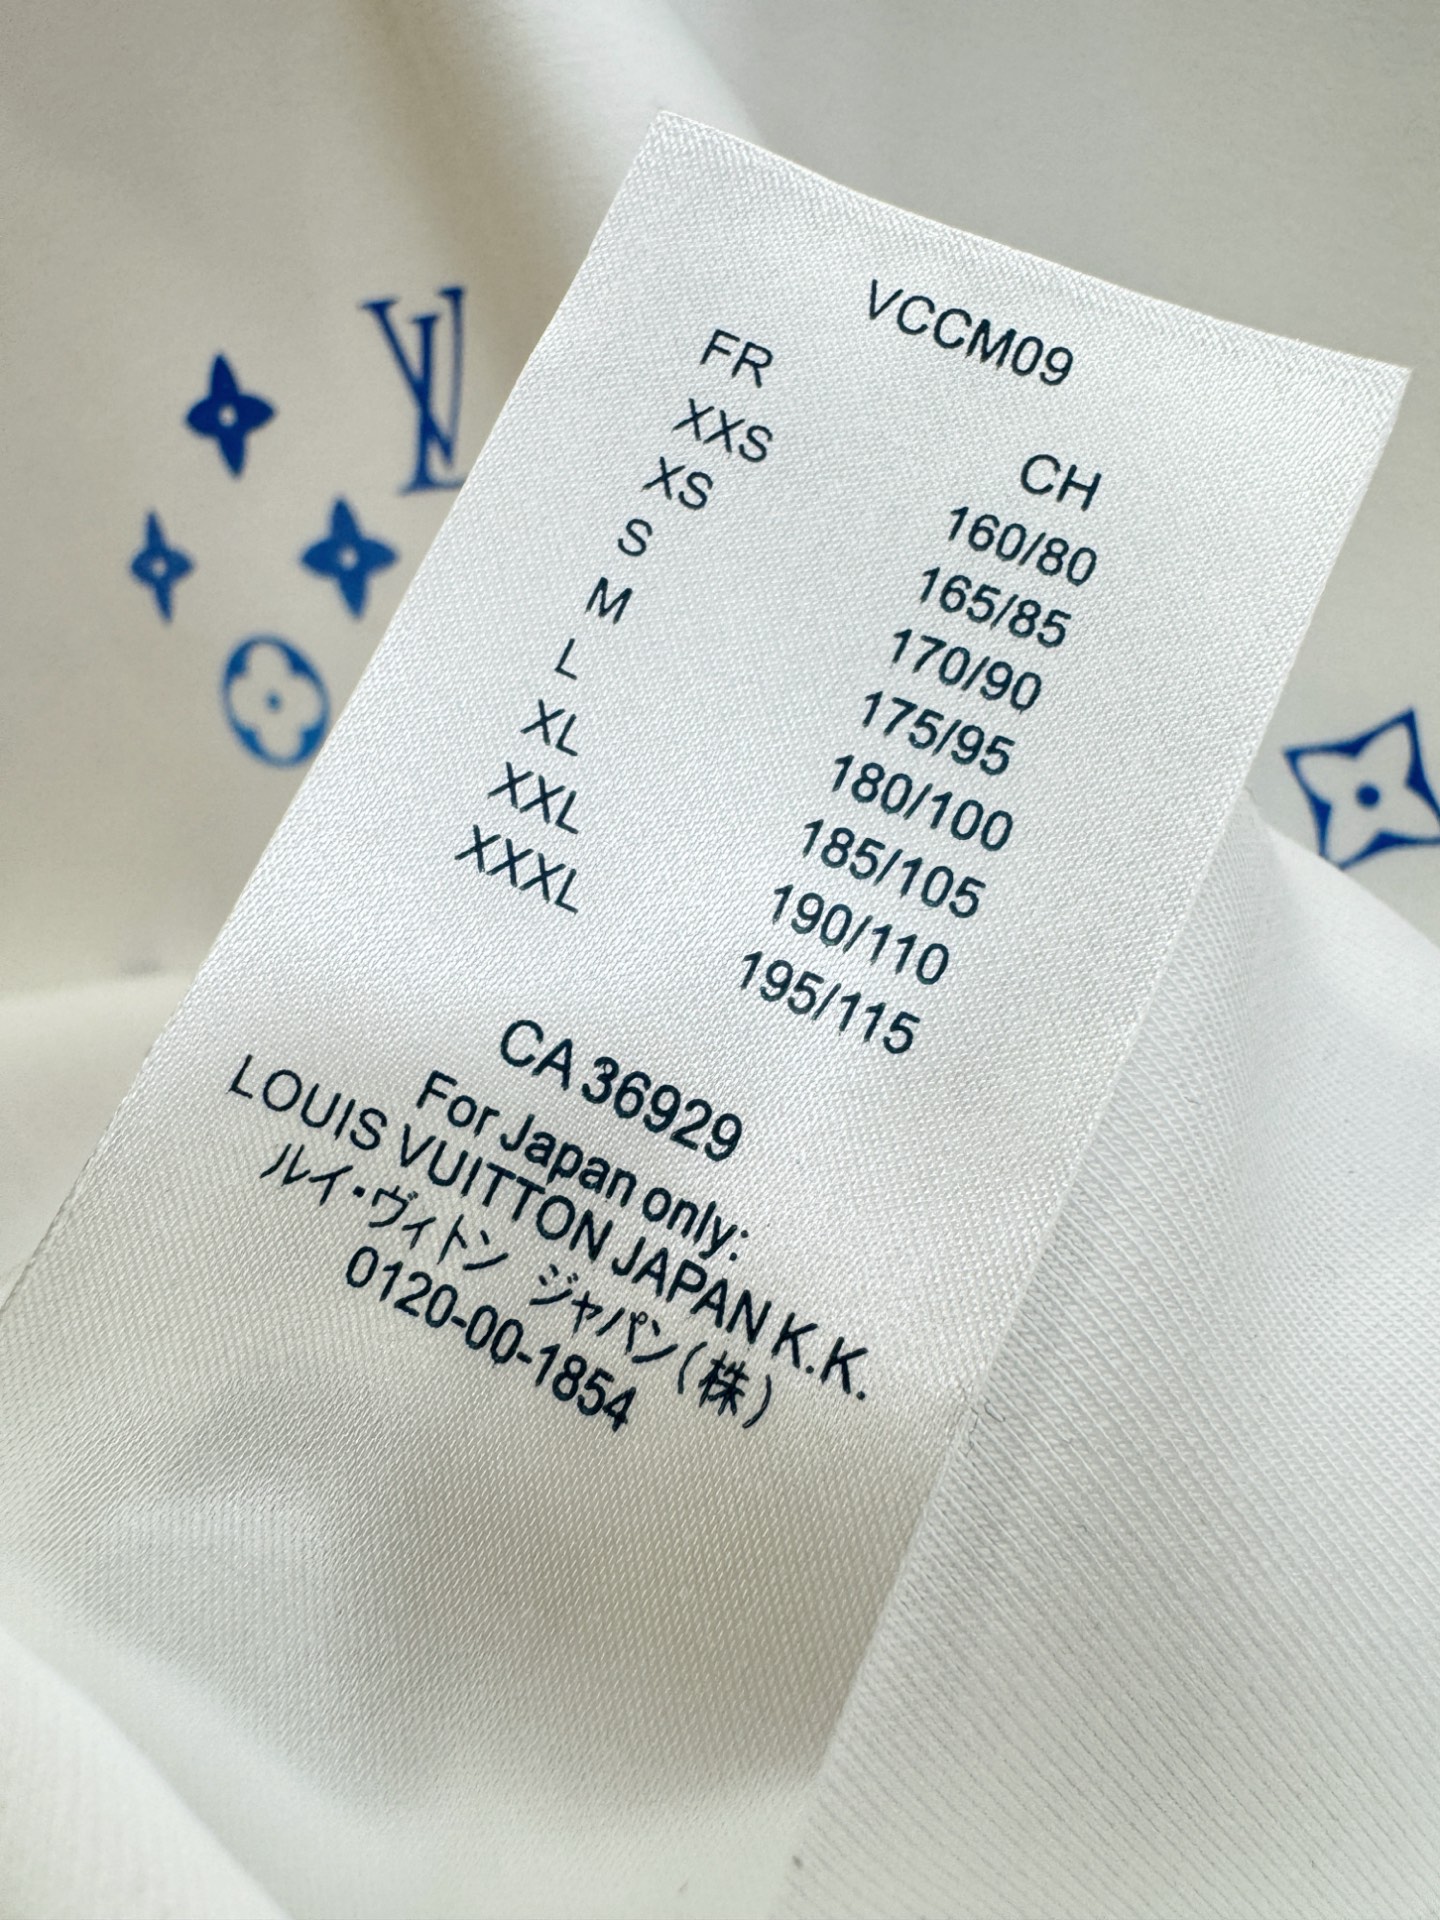 VCCM09
FR CH
XXS 160/80
XS 165/85
S 170/90
M 175/95
L 180/100
XL 185/105
XXL 190/110
XXXL 195/115
CA 36929
For Japan only:
LOUIS VUITTON JAPAN K.K.
ルイ・ヴィトン ジャパン(株)
0120-00-1854
LV